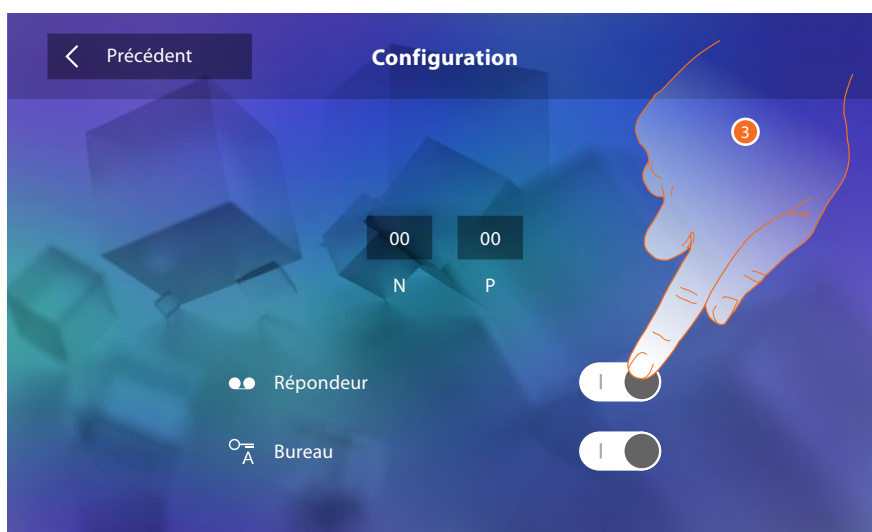 Précédent
Configuration
3
00 00
N P
Répondeur
A Bureau